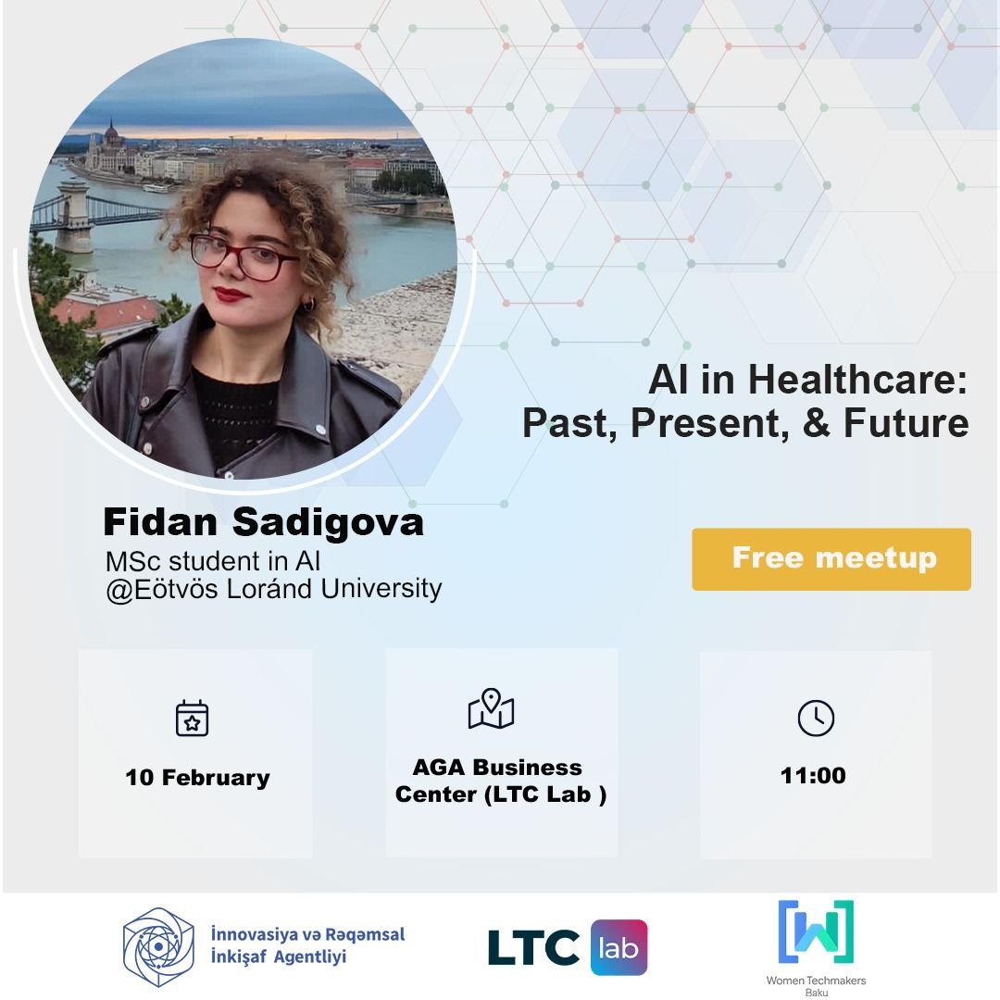 AI in Healthcare:
Past, Present, & Future
Fidan Sadigova
MSc student in AI
@Eötvös Loránd University
Free meetup
10 February
AGA Business
Center (LTC Lab )
11:00
İnnovasiya və Rəqəmsal
İnkişaf Agentliyi
LTC lab
Women Techmakers
Baku